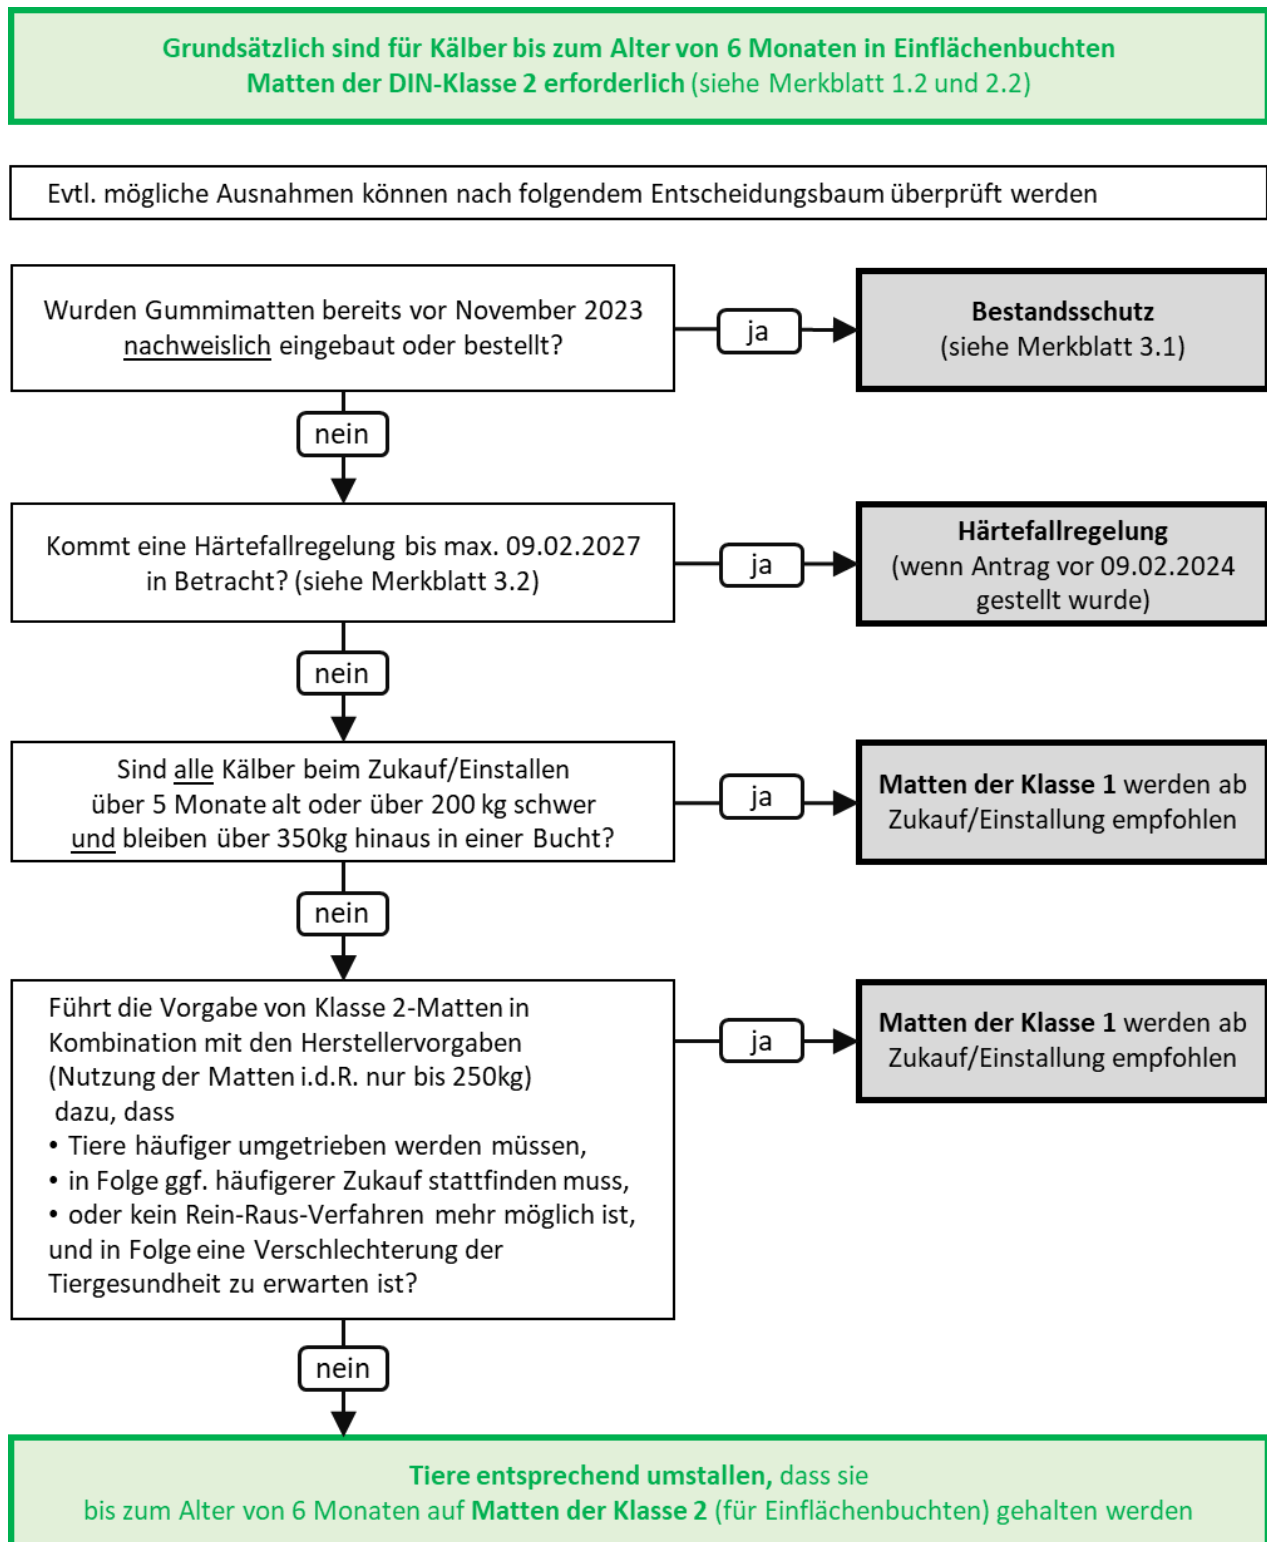 Grundsätzlich sind für Kälber bis zum Alter von 6 Monaten in Einflächenbuchten
Matten der DIN-Klasse 2 erforderlich (siehe Merkblatt 1.2 und 2.2)
Evtl. mögliche Ausnahmen können nach folgendem Entscheidungsbaum überprüft werden
Wurden Gummimatten bereits vor November 2023
nachweislich eingebaut oder bestellt?
ja
Bestandsschutz
(siehe Merkblatt 3.1)
nein
Kommt eine Härtefallregelung bis max. 09.02.2027
in Betracht? (siehe Merkblatt 3.2)
ja
Härtefallregelung
(wenn Antrag vor 09.02.2024
gestellt wurde)
nein
Sind alle Kälber beim Zukauf/Einstallen
über 5 Monate alt oder über 200 kg schwer
und bleiben über 350kg hinaus in einer Bucht?
ja
Matten der Klasse 1 werden ab
Zukauf/Einstallung empfohlen
nein
Führt die Vorgabe von Klasse 2-Matten in
Kombination mit den Herstellervorgaben
(Nutzung der Matten i.d.R. nur bis 250kg)
dazu, dass
• Tiere häufiger umgetrieben werden müssen,
• in Folge ggf. häufigerer Zukauf stattfinden muss,
• oder kein Rein-Raus-Verfahren mehr möglich ist,
und in Folge eine Verschlechterung der
Tiergesundheit zu erwarten ist?
ja
Matten der Klasse 1 werden ab
Zukauf/Einstallung empfohlen
nein
Tiere entsprechend umstallen, dass sie
bis zum Alter von 6 Monaten auf Matten der Klasse 2 (für Einflächenbuchten) gehalten werden